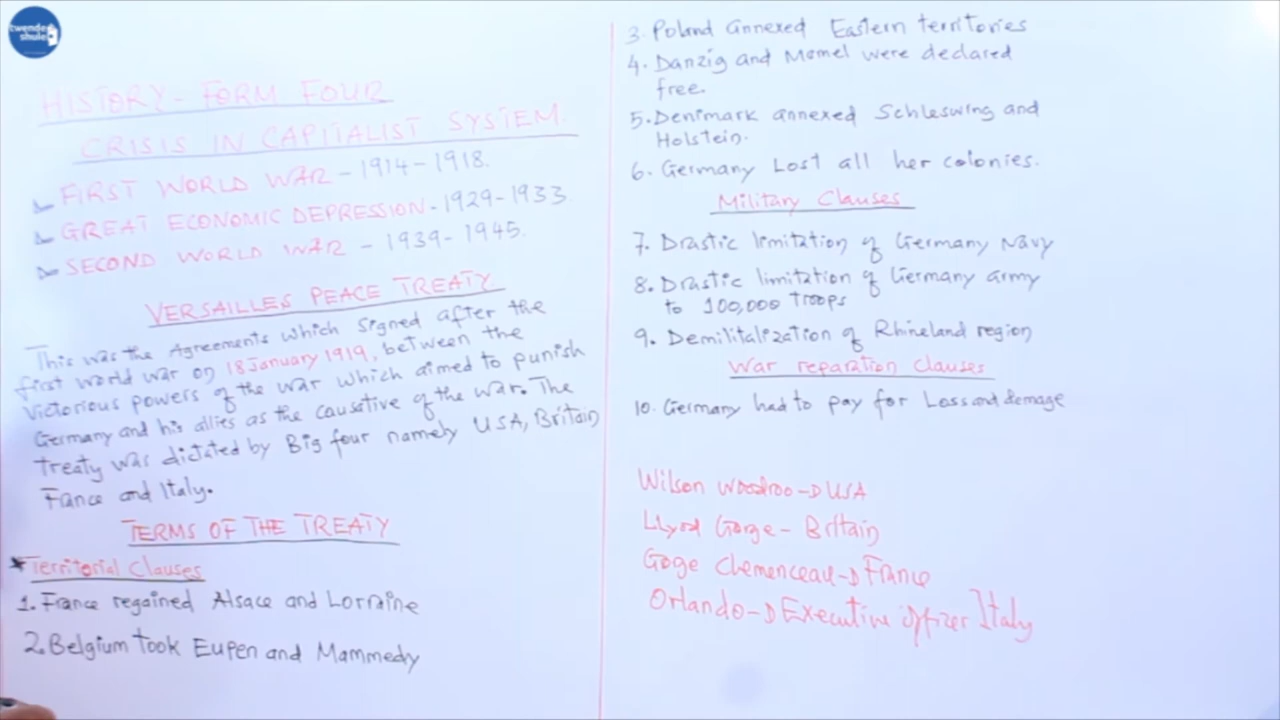 twende
shule
HISTORY - FORM FOUR
CRISIS IN CAPITALIST SYSTEM.
FIRST WORLD WAR - 1914 - 1918.
GREAT ECONOMIC DEPRESSION - 1929 - 1933
SECOND WORLD WAR - 1939 - 1945.
VERSAILLES PEACE TREATY
This was the Agreements which signed after the
first world war on 18 January 1919, between the
Victorious powers of the war which aimed to punish
Germany and his allies as the causative of the war. The
treaty was dictated by Big four namely USA, Britain
France and Italy.
TERMS OF THE TREATY
* Territorial Clauses
1. France regained Alsace and Lorraine
2. Belgium took Eupen and Mammedy
3. Poland annexed Eastern territories
4. Danzig and Memel were declared
free.
5. Denimark annexed Schleswing and
Holstein.
6. Germany Lost all her colonies.
Military Clauses
7. Drastic limitation of Germany Navy
8. Drastic limitation of Germany army
to 100,000 troops
9. Demilitalization of Rhineland region
War reparation Clauses
10. Germany had to pay for Loss and demage
Wilson Woodroo - USA
Llyod Gorge - Britain
Goge Chemenceau - France
Orlando - Executive officer Italy